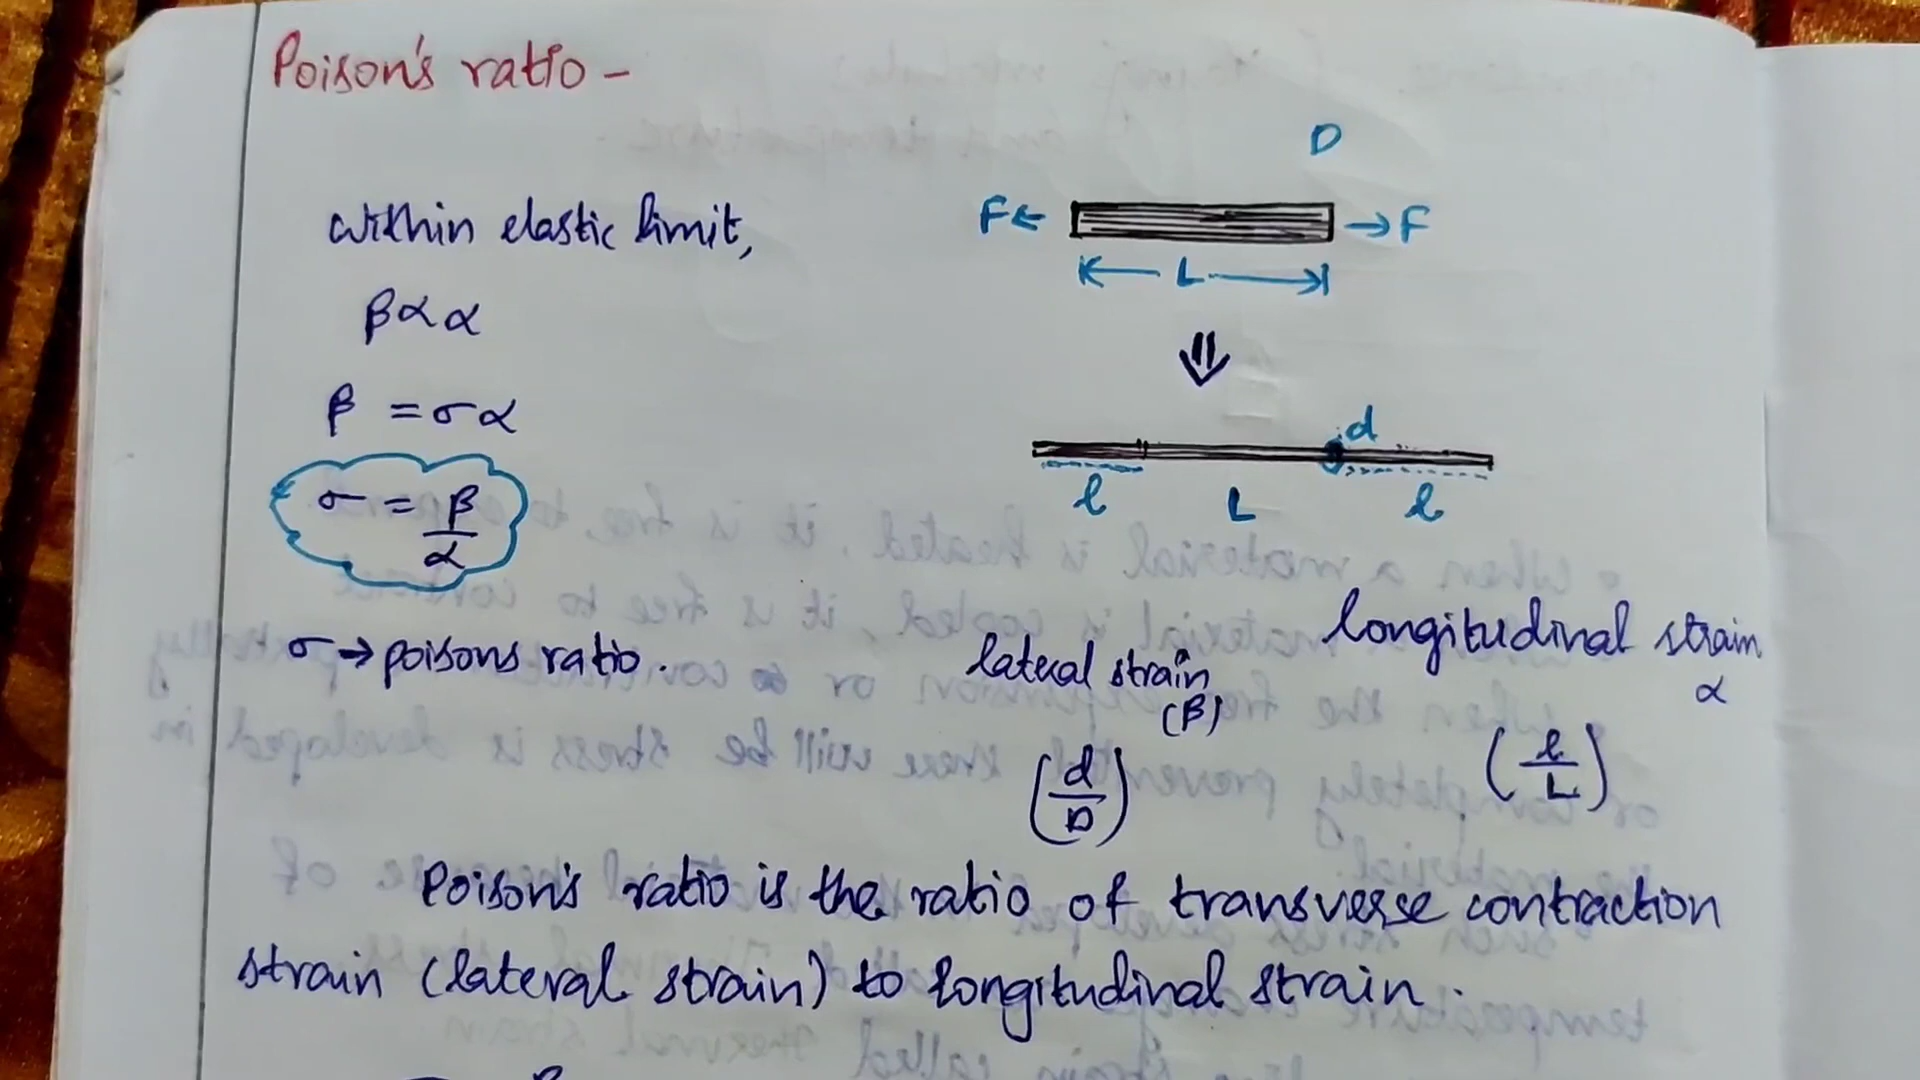 Poison's ratio -
within elastic limit,
β ∝ α
β = σ α
σ = β/α
σ → poisons ratio.
D
F ← → F
L
d
l L l
lateral strain
(β)
(d/D)
longitudinal strain
α
(l/L)
Poison's ratio is the ratio of transverse contraction
strain (lateral strain) to longitudinal strain.